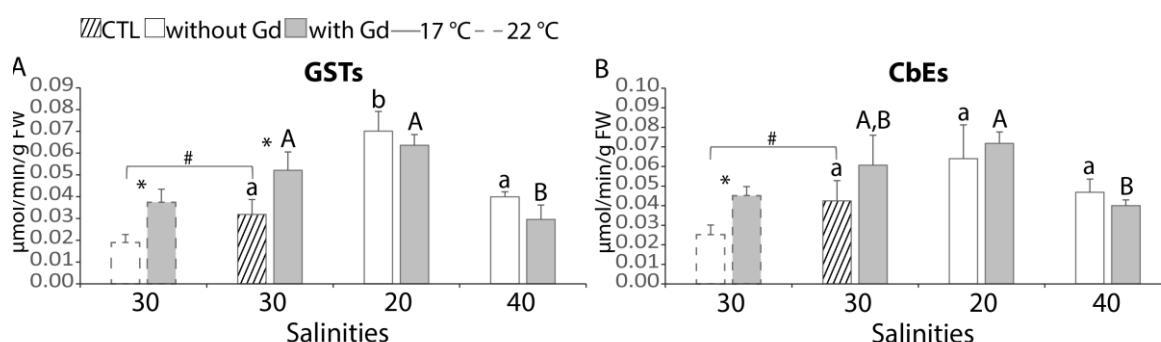 CTL without Gd with Gd 17 °C 22 °C
A GSTs
µmol/min/g FW
0.09
0.08
0.07
0.06
0.05
0.04
0.03
0.02
0.01
0.00
* # a * A b A a B
30 30 20 40
Salinities
B CbEs
µmol/min/g FW
0.10
0.09
0.08
0.07
0.06
0.05
0.04
0.03
0.02
0.01
0.00
* # a A,B a A a B
30 30 20 40
Salinities